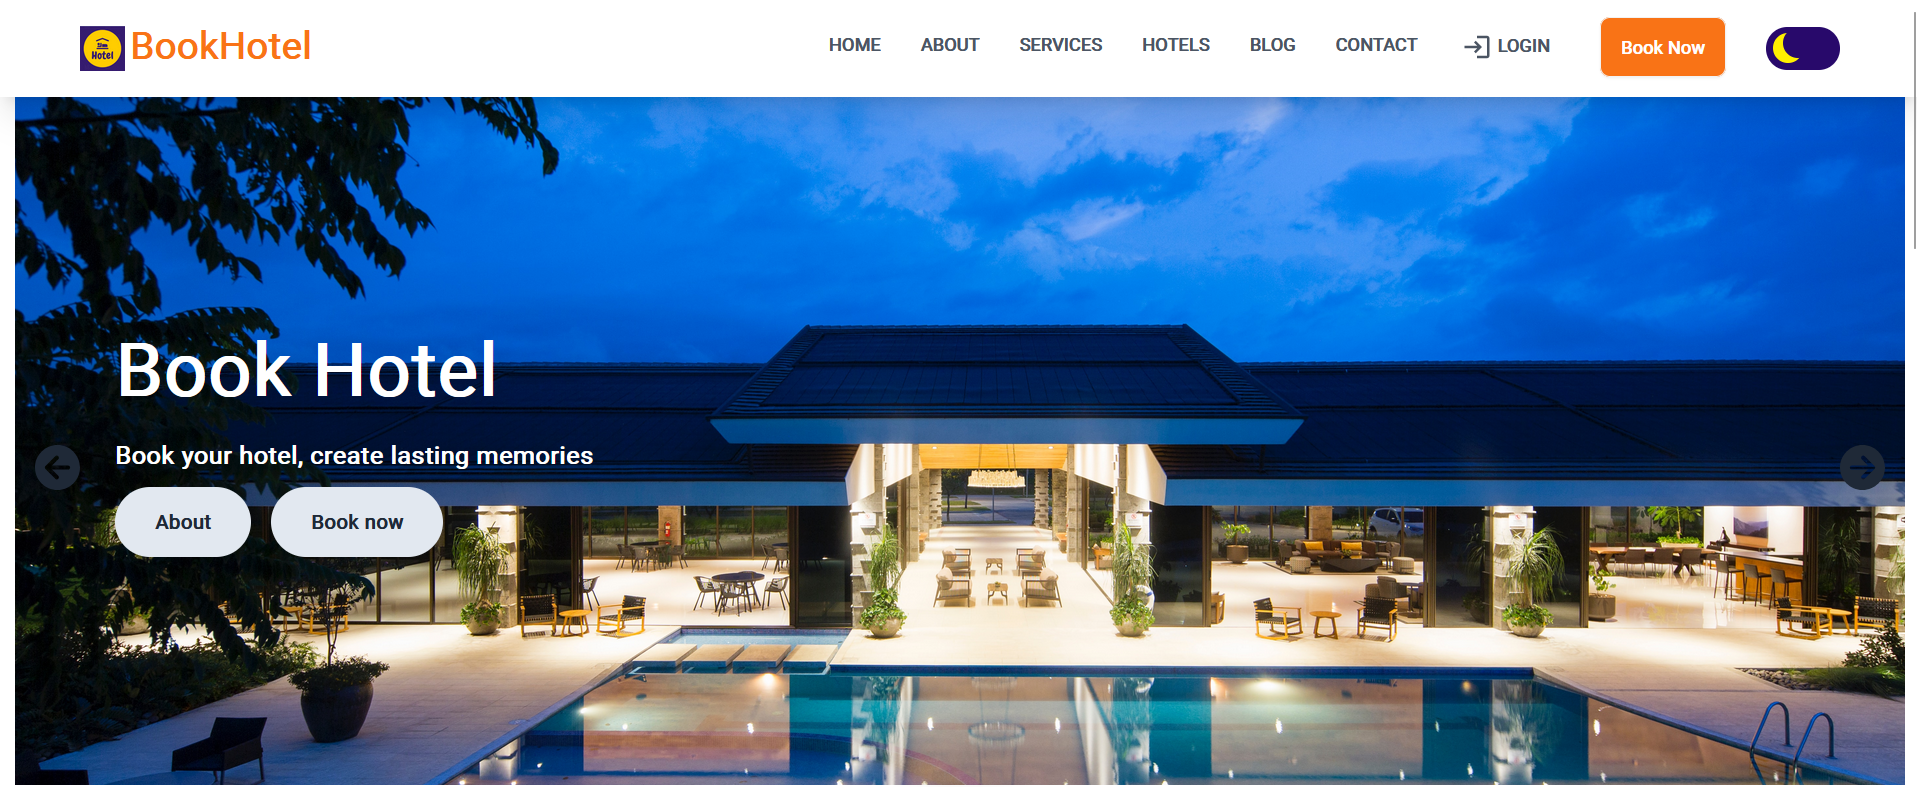 Hotel
BookHotel
HOME
ABOUT
SERVICES
HOTELS
BLOG
CONTACT
LOGIN
Book Now
Book Hotel
Book your hotel, create lasting memories
About
Book now